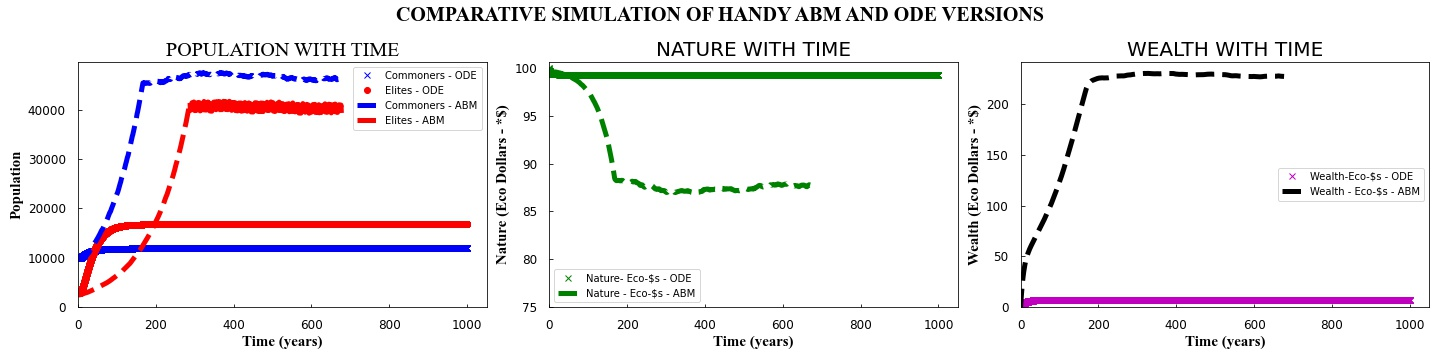 COMPARATIVE SIMULATION OF HANDY ABM AND ODE VERSIONS
POPULATION WITH TIME
Population
40000
30000
20000
10000
0
0 200 400 600 800 1000
Time (years)
Commoners - ODE
Elites - ODE
Commoners - ABM
Elites - ABM
NATURE WITH TIME
Nature (Eco Dollars - *$)
100
95
90
85
80
75
0 200 400 600 800 1000
Time (years)
Nature- Eco-$s - ODE
Nature - Eco-$s - ABM
WEALTH WITH TIME
Wealth (Eco Dollars - *$)
200
150
100
50
0
0 200 400 600 800 1000
Time (years)
Wealth-Eco-$s - ODE
Wealth - Eco-$s - ABM